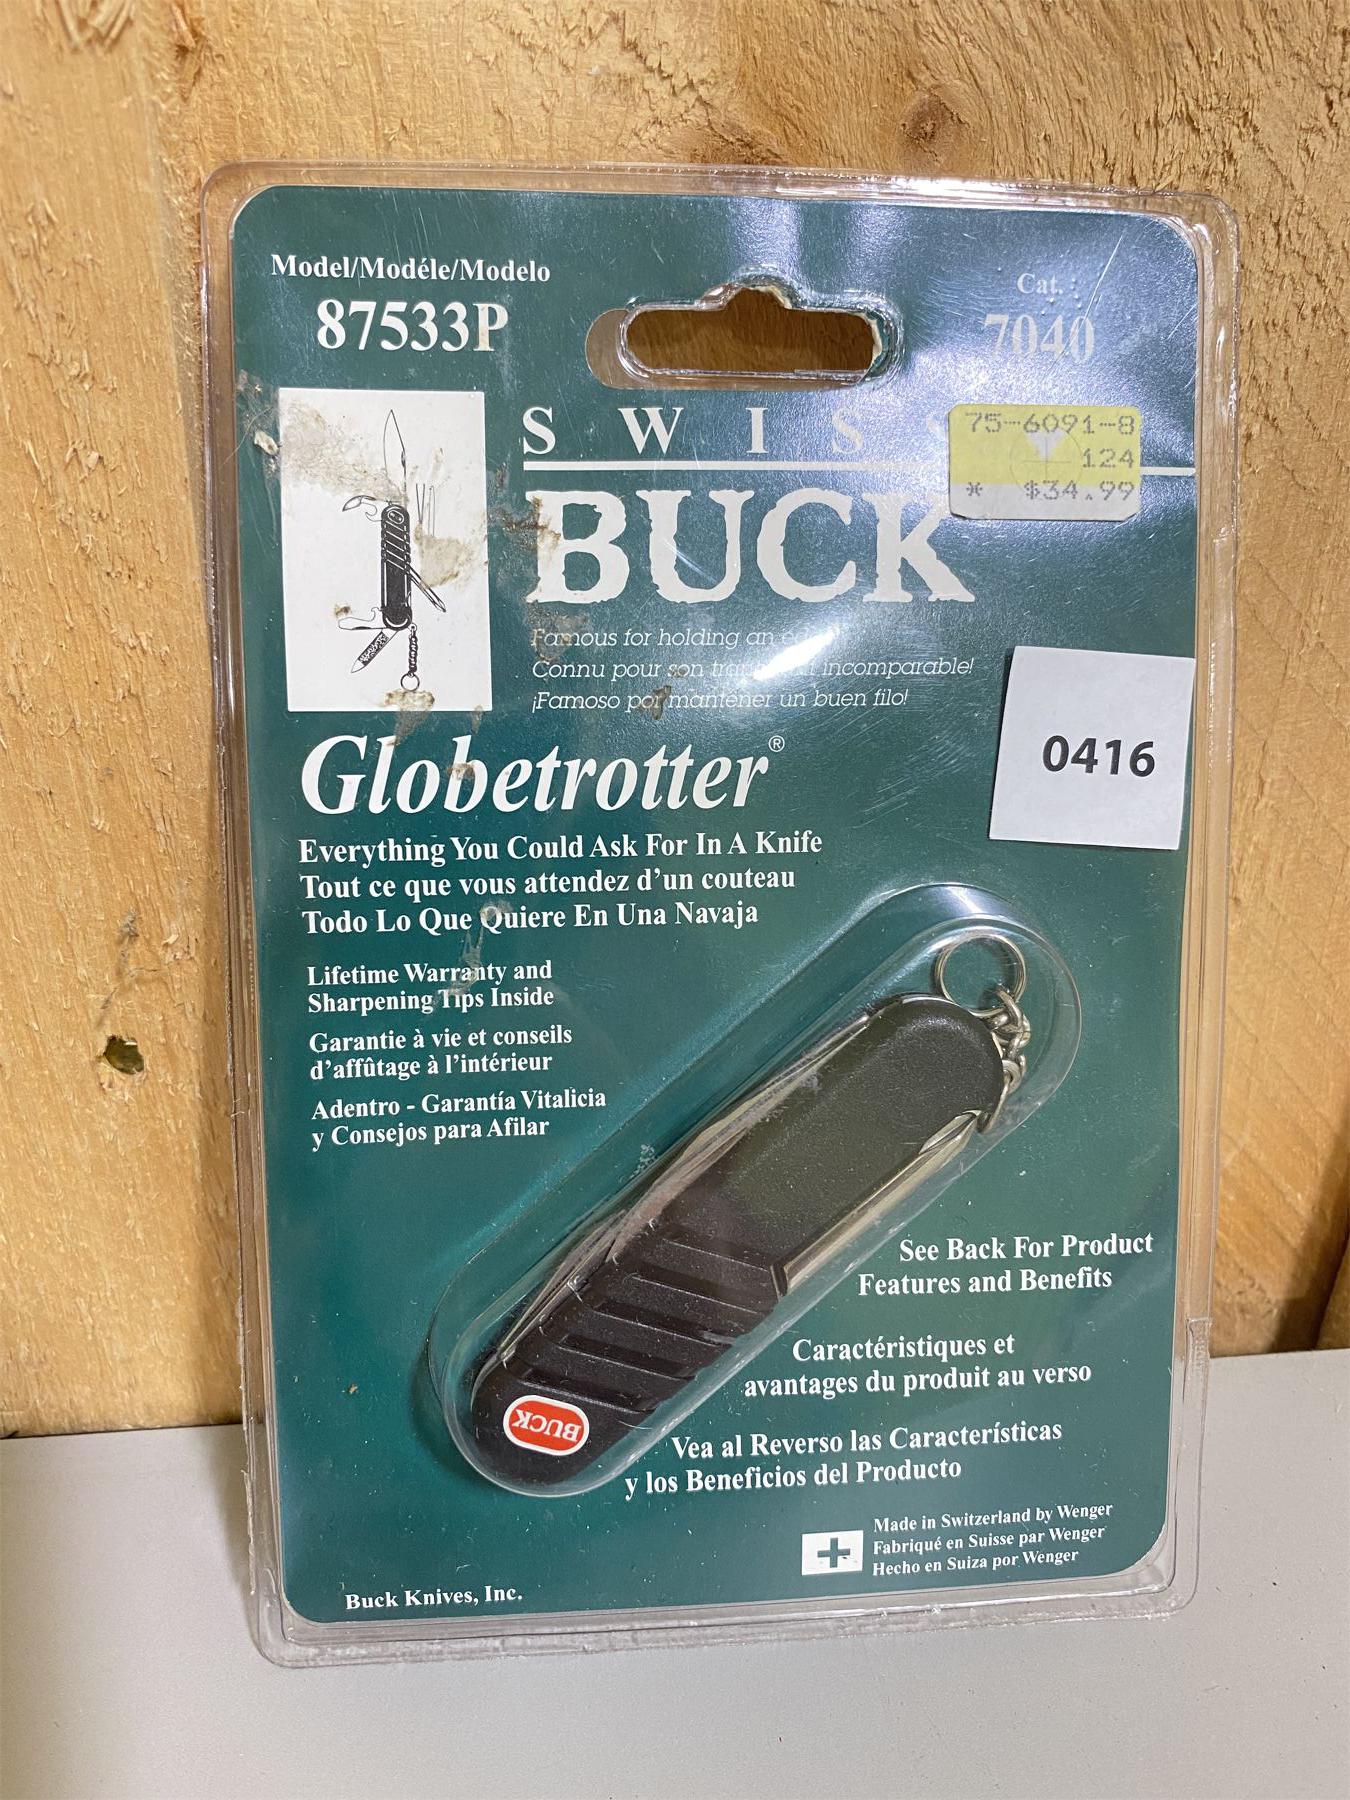 Model/Modéle/Modelo
87533P
Cat.
7040
75-6091-8
124
* $34.99
SWIS
BUCK
Famous for holding an
Connu pour son incomparable!
¡Famoso por mantener un buen filo!
0416
Globetrotter®
Everything You Could Ask For In A Knife
Tout ce que vous attendez d'un couteau
Todo Lo Que Quiere En Una Navaja
Lifetime Warranty and
Sharpening Tips Inside
Garantie à vie et conseils
d'affûtage à l'intérieur
Adentro - Garantía Vitalicia
y Consejos para Afilar
See Back For Product
Features and Benefits
Caractéristiques et
avantages du produit au verso
BUCK
Vea al Reverso las Características
y los Beneficios del Producto
Made in Switzerland by Wenger
Fabriqué en Suisse par Wenger
Hecho en Suiza por Wenger
Buck Knives, Inc.